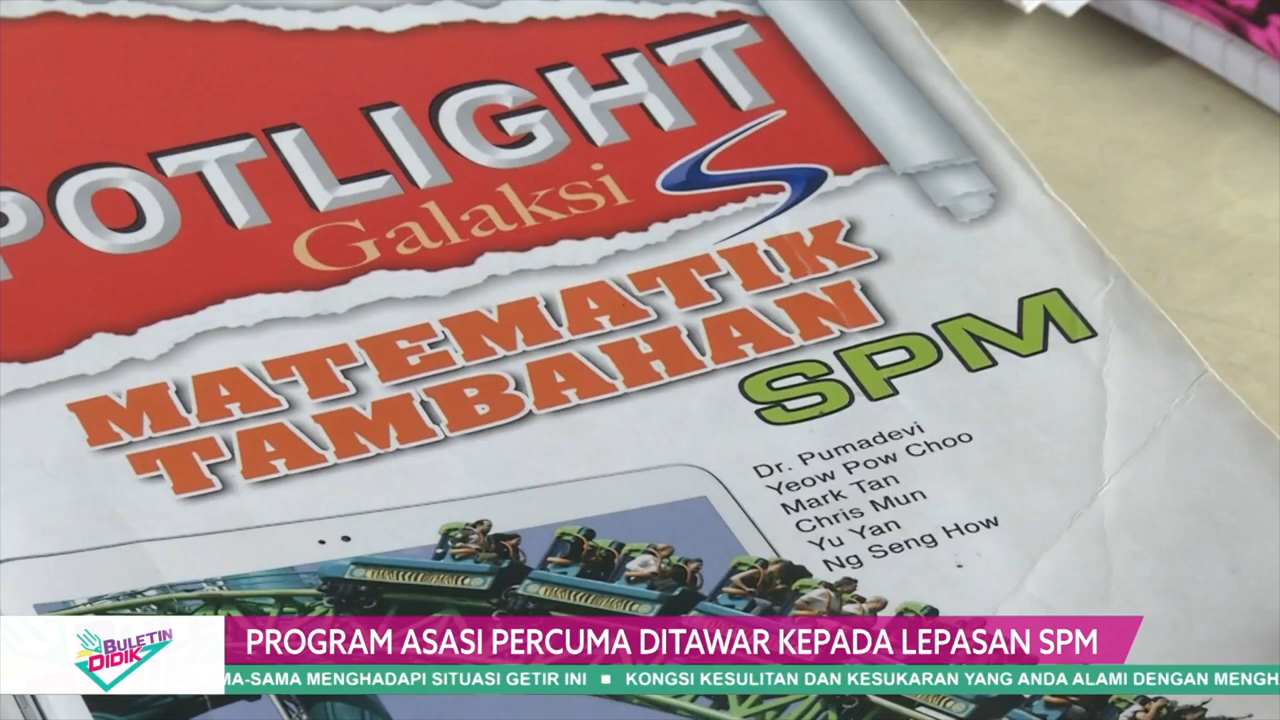 POTLIGHT
Galaksi
MATEMATIK
TAMBAHAN
SPM
Dr. Pumadevi
Yeow Pow Choo
Mark Tan
Chris Mun
Yu Yan
Ng Seng How
BULETIN
DIDIK
PROGRAM ASASI PERCUMA DITAWAR KEPADA LEPASAN SPM
MA-SAMA MENGHADAPI SITUASI GETIR INI ■ KONGSI KESULITAN DAN KESUKARAN YANG ANDA ALAMI DENGAN MENGHA